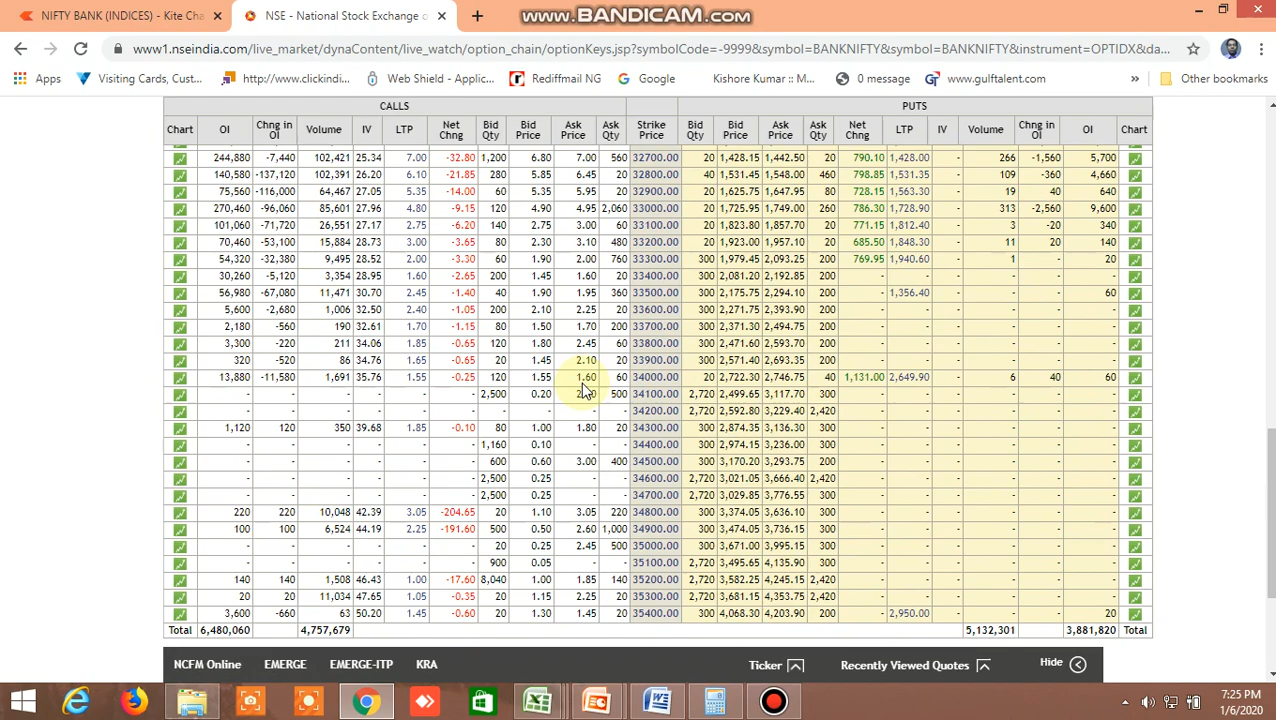 NIFTY BANK (INDICES) - Kite Cha × NSE - National Stock Exchange o × www.BANDICAM.com
www1.nseindia.com/live_market/dynaContent/live_watch/option_chain/optionKeys.jsp?symbolCode=-9999&symbol=BANKNIFTY&symbol=BANKNIFTY&instrument=OPTIDX&da...
Apps Visiting Cards, Cust... http://www.clickindi... Web Shield - Applic... Rediffmail NG Google Kishore Kumar :: M... 0 message www.gulftalent.com » Other bookmarks
CALLS PUTS
Chart OI Chng in OI Volume IV LTP Net Chng Bid Qty Bid Price Ask Price Ask Qty Strike Price Bid Qty Bid Price Ask Price Ask Qty Net Chng LTP IV Volume Chng in OI OI Chart
244,880 -7,440 102,421 25.34 7.00 -32.80 1,200 6.80 7.00 560 32700.00 20 1,428.15 1,442.50 20 790.10 1,428.00 - 266 -1,560 5,700
140,580 -137,120 102,391 26.20 6.10 -21.85 280 5.85 6.45 20 32800.00 40 1,531.45 1,548.00 460 798.85 1,531.35 - 109 -360 4,660
75,560 -116,000 64,467 27.05 5.35 -14.00 60 5.35 5.95 20 32900.00 20 1,625.75 1,647.95 80 728.15 1,563.30 - 19 40 640
270,460 -96,060 85,601 27.96 4.80 -9.15 120 4.90 4.95 2,060 33000.00 20 1,725.95 1,749.00 260 786.30 1,728.90 - 313 -2,560 9,600
101,060 -71,720 26,551 27.17 2.75 -6.20 140 2.75 3.00 60 33100.00 20 1,823.80 1,857.70 20 771.15 1,812.40 - 3 -20 340
70,460 -53,100 15,884 28.73 3.00 -3.65 80 2.30 3.10 480 33200.00 20 1,923.00 1,957.10 20 685.50 1,848.30 - 11 20 140
54,320 -32,380 9,495 28.52 2.00 -3.30 60 1.90 2.00 760 33300.00 300 1,979.45 2,093.25 200 769.95 1,940.60 - 1 - 20
30,260 -5,120 3,354 28.95 1.60 -2.65 200 1.45 1.60 20 33400.00 300 2,081.20 2,192.85 200 - - - - - -
56,980 -67,080 11,471 30.70 2.45 -1.40 40 1.90 1.95 360 33500.00 300 2,175.75 2,294.10 200 - 1,356.40 - - - 60
5,600 -2,680 1,006 32.50 2.40 -1.05 200 2.10 2.25 20 33600.00 300 2,271.75 2,393.90 200 - - - - - -
2,180 -560 190 32.61 1.70 -1.15 80 1.50 1.70 200 33700.00 300 2,371.30 2,494.75 200 - - - - - -
3,300 -220 211 34.06 1.85 -0.65 120 1.80 2.45 60 33800.00 300 2,471.60 2,593.70 200 - - - - - -
320 -520 86 34.76 1.65 -0.65 20 1.45 2.10 20 33900.00 300 2,571.40 2,693.35 200 - - - - - -
13,880 -11,580 1,691 35.76 1.55 -0.25 120 1.55 1.60 60 34000.00 20 2,722.30 2,746.75 40 1,131.00 2,649.90 - 6 40 60
- - - - - - 2,500 0.20 500 34100.00 2,720 2,499.65 3,117.70 300 - - - - - -
- - - - - - - - - - 34200.00 2,720 2,592.80 3,229.40 2,420 - - - - - -
1,120 120 350 39.68 1.85 -0.10 80 1.00 1.80 20 34300.00 300 2,874.35 3,136.30 300 - - - - - -
- - - - - - 1,160 0.10 - - 34400.00 300 2,974.15 3,236.00 300 - - - - - -
- - - - - - 600 0.60 3.00 400 34500.00 300 3,170.20 3,293.75 200 - - - - - -
- - - - - - 2,500 0.25 - - 34600.00 2,720 3,021.05 3,666.40 2,420 - - - - - -
- - - - - - 2,500 0.25 - - 34700.00 2,720 3,029.85 3,776.55 300 - - - - - -
220 220 10,048 42.39 3.05 -204.65 20 1.10 3.05 220 34800.00 300 3,374.05 3,636.10 300 - - - - - -
100 100 6,524 44.19 2.25 -191.60 500 0.50 2.60 1,000 34900.00 300 3,474.05 3,736.15 300 - - - - - -
- - - - - - 20 0.25 2.45 500 35000.00 300 3,671.00 3,995.15 300 - - - - - -
- - - - - - 900 0.05 - - 35100.00 2,720 3,495.65 4,135.90 300 - - - - - -
140 140 1,508 46.43 1.00 -17.60 8,040 1.00 1.85 140 35200.00 2,720 3,582.25 4,245.15 2,420 - - - - - -
20 20 11,034 47.65 1.05 -0.35 20 1.15 2.25 20 35300.00 2,720 3,681.15 4,353.75 2,420 - - - - - -
3,600 -660 63 50.20 1.45 -0.60 20 1.30 1.45 20 35400.00 300 4,068.30 4,203.90 200 - 2,950.00 - - - 20
Total 6,480,060 4,757,679 5,132,301 3,881,820 Total
NCFM Online EMERGE EMERGE-ITP KRA Ticker Recently Viewed Quotes Hide
7:25 PM
1/6/2020